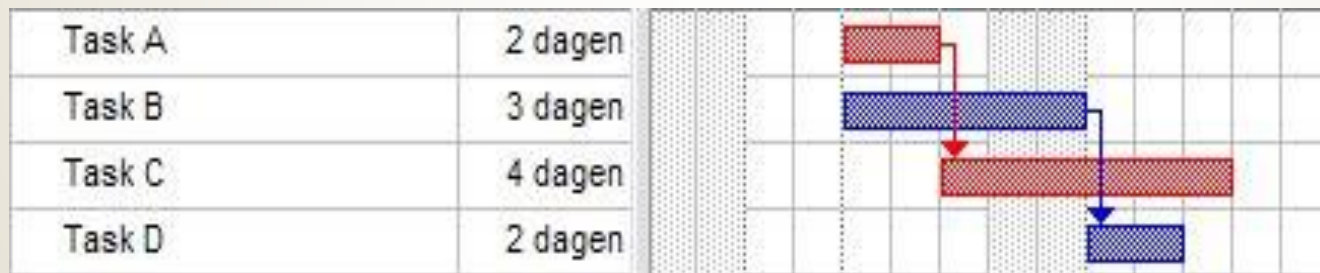 Task A 2 dagen
Task B 3 dagen
Task C 4 dagen
Task D 2 dagen